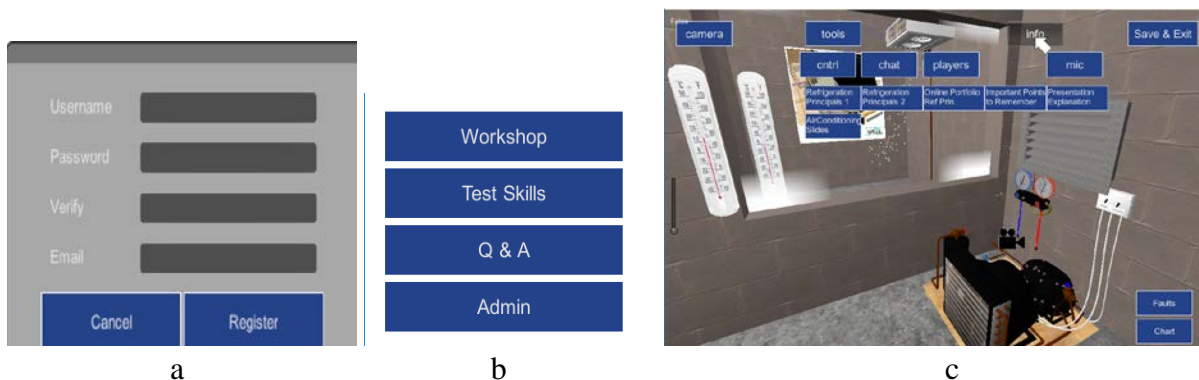 Username
Password
Verify
Email
Cancel
Register
a
Workshop
Test Skills
Q & A
Admin
b
False
camera
tools
info
Save & Exit
cntrl
chat
players
mic
Refrigeration
Principals 1
Refrigeration
Principals 2
Online Portfolio
Ref Prin
Important Points
to Remember
Presentation
Explanation
AirConditioning
Slides
Faults
Chart
c